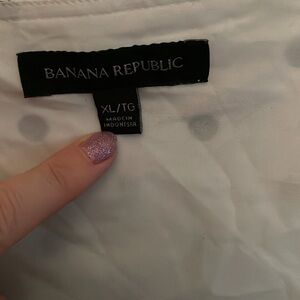 BANANA REPUBLIC
XL/TG
MADE IN
INDONESIA